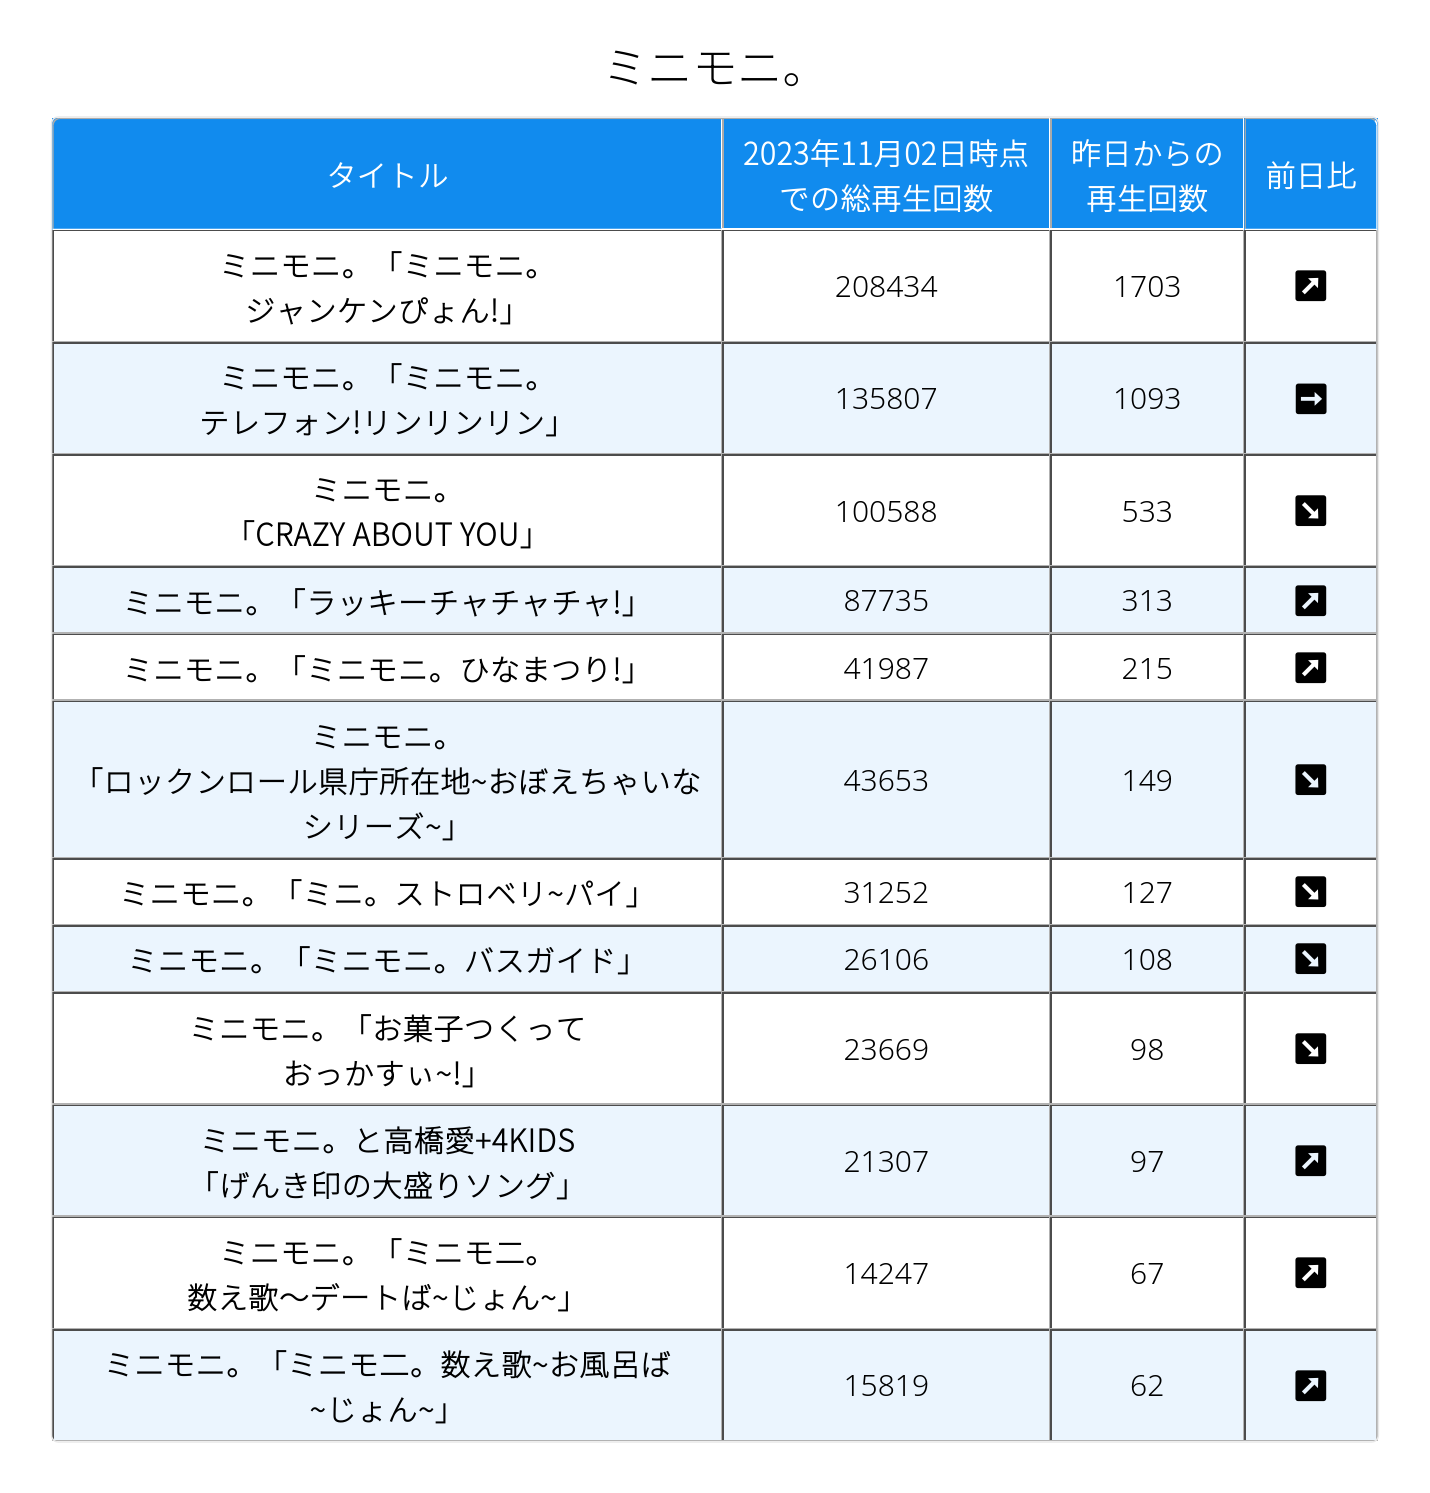 ミニモニ。
タイトル
2023年11月02日時点
での総再生回数
昨日からの
再生回数
前日比
ミニモニ。「ミニモニ。
ジャンケンぴょん!」
208434
1703
ミニモニ。「ミニモニ。
テレフォン!リンリンリン」
135807
1093
ミニモニ。
「CRAZY ABOUT YOU」
100588
533
ミニモニ。「ラッキーチャチャチャ!」
87735
313
ミニモニ。「ミニモニ。ひなまつり!」
41987
215
ミニモニ。
「ロックンロール県庁所在地~おぼえちゃいな
シリーズ~」
43653
149
ミニモニ。「ミニ。ストロベリ~パイ」
31252
127
ミニモニ。「ミニモニ。バスガイド」
26106
108
ミニモニ。「お菓子つくって
おっかすぃ~!」
23669
98
ミニモニ。と高橋愛+4KIDS
「げんき印の大盛りソング」
21307
97
ミニモニ。「ミニモ二。
数え歌〜デートば~じょん~」
14247
67
ミニモニ。「ミニモ二。数え歌~お風呂ば
~じょん~」
15819
62